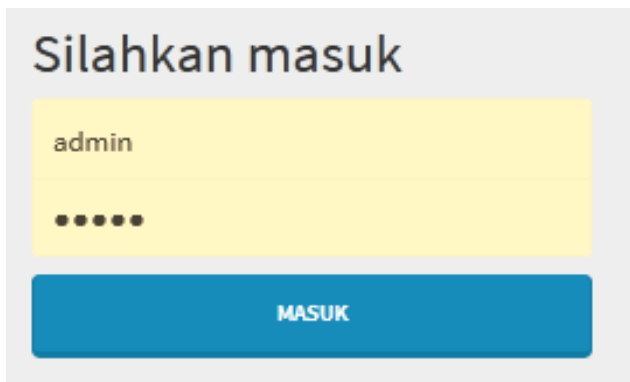 Silahkan masuk
admin
•••••
MASUK